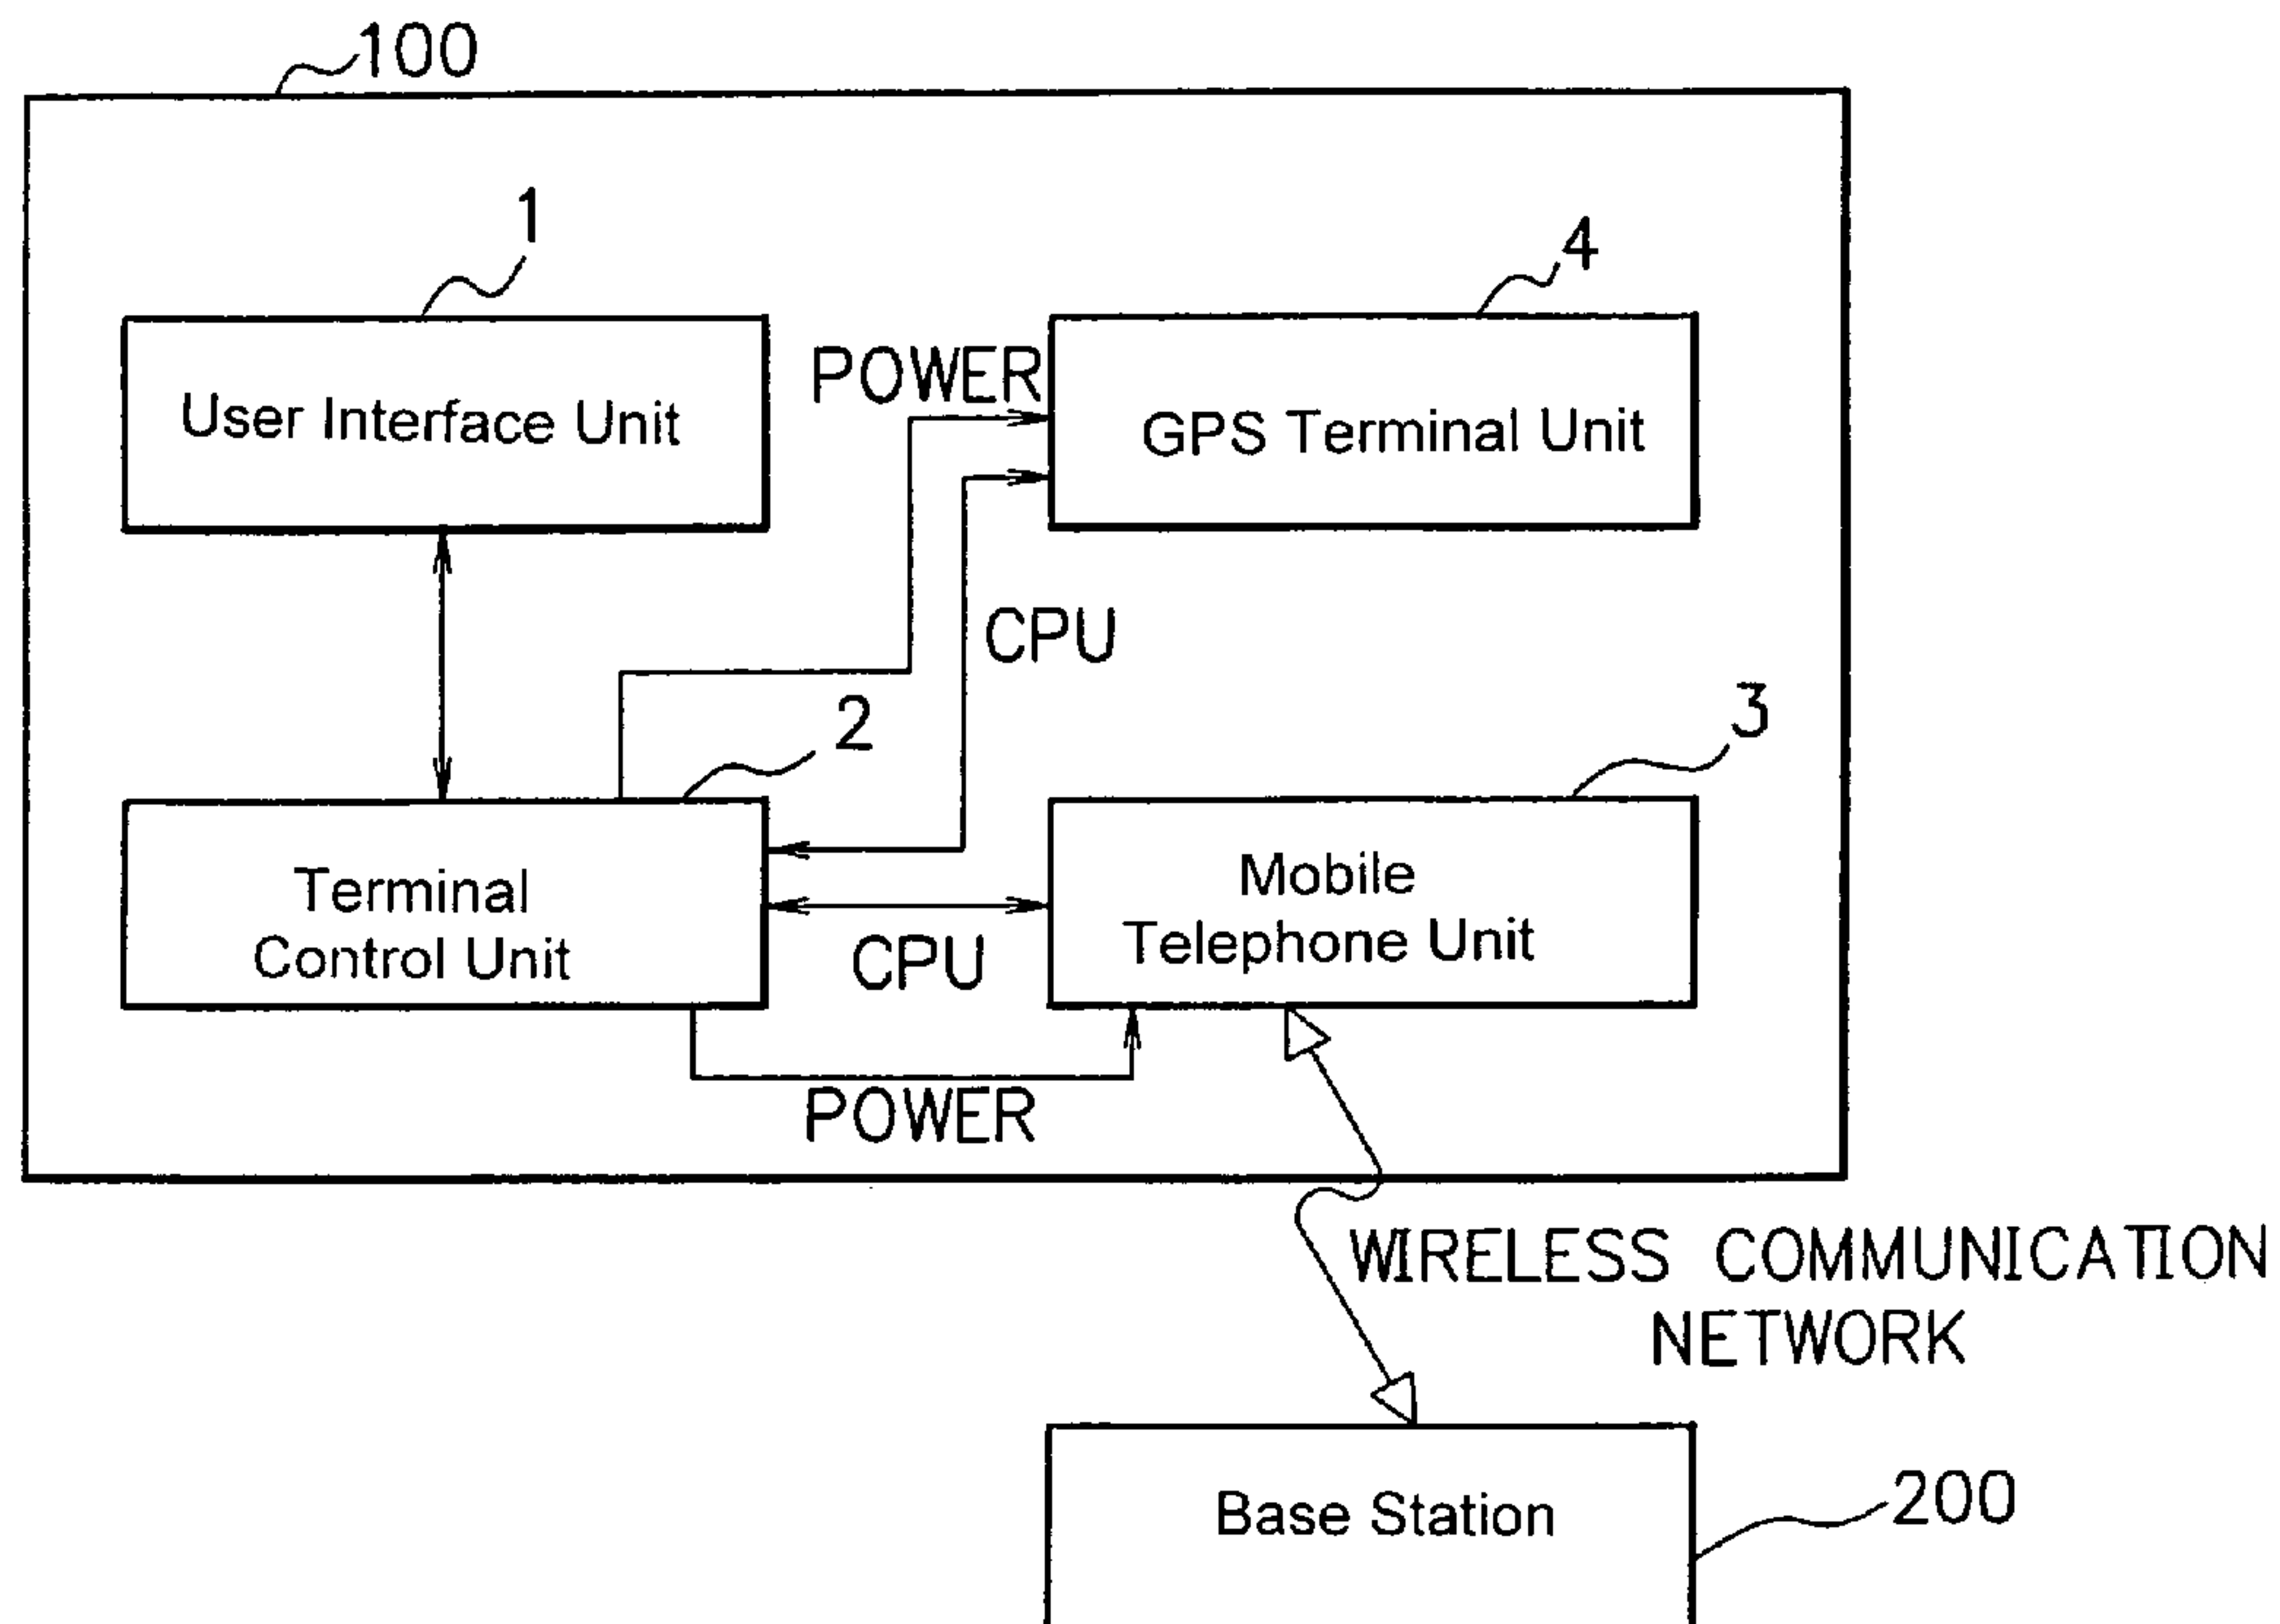 100
1
4
User Interface Unit
POWER
GPS Terminal Unit
CPU
2
3
Terminal
Control Unit
CPU
Mobile
Telephone Unit
POWER
WIRELESS COMMUNICATION
NETWORK
Base Station
200